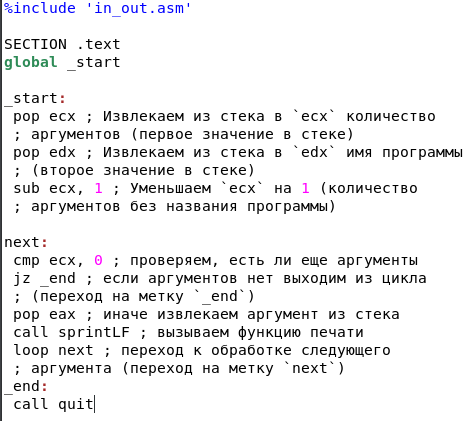 %include 'in_out.asm'
SECTION .text
global _start
_start:
pop ecx ; Извлекаем из стека в `ecx` количество
; аргументов (первое значение в стеке)
pop edx ; Извлекаем из стека в `edx` имя программы
; (второе значение в стеке)
sub ecx, 1 ; Уменьшаем `ecx` на 1 (количество
; аргументов без названия программы)
next:
cmp ecx, 0 ; проверяем, есть ли еще аргументы
jz _end ; если аргументов нет выходим из цикла
; (переход на метку `_end`)
pop eax ; иначе извлекаем аргумент из стека
call sprintLF ; вызываем функцию печати
loop next ; переход к обработке следующего
; аргумента (переход на метку `next`)
_end:
call quit